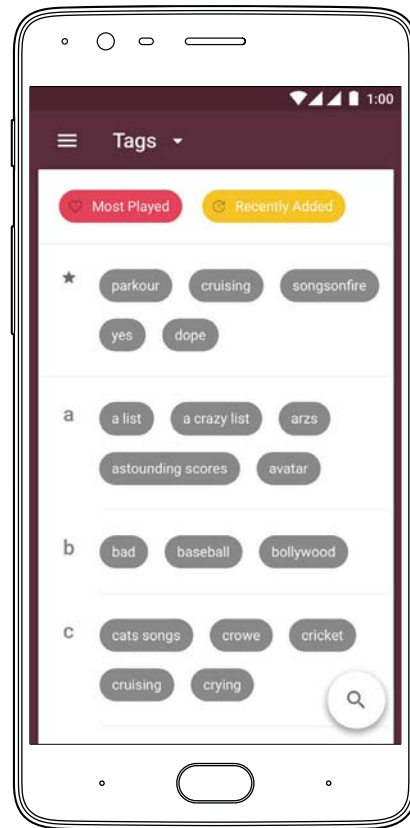 1:00
Tags
Most Played Recently Added
★ parkour cruising songsonfire
yes dope
a a list a crazy list arzs
astounding scores avatar
b bad baseball bollywood
c cats songs crowe cricket
cruising crying